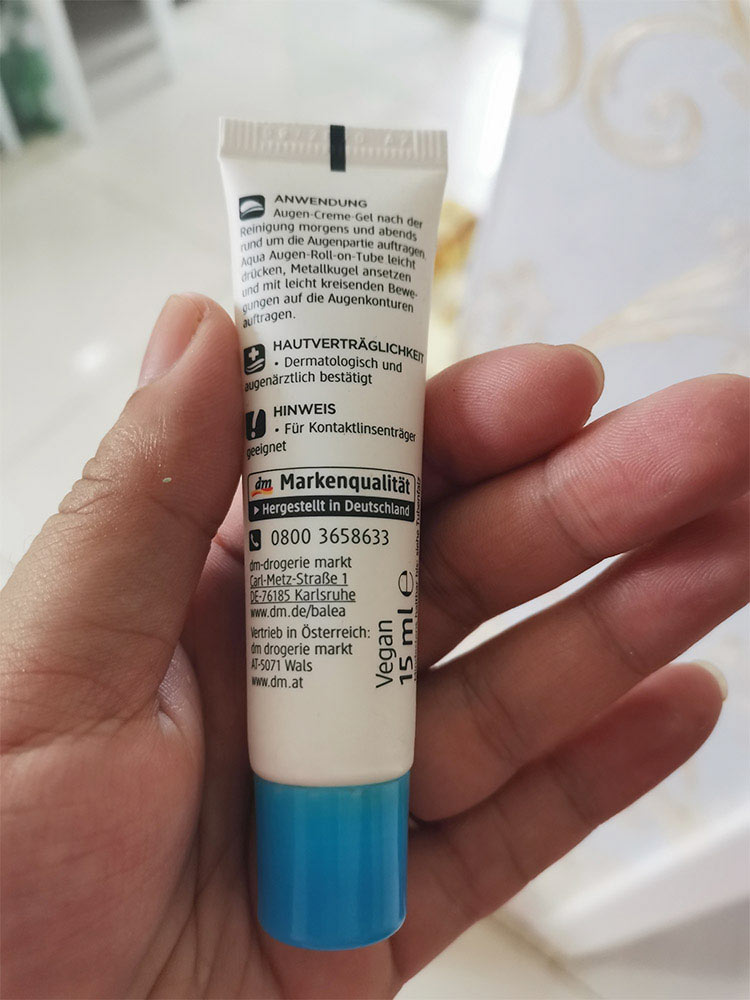 ANWENDUNG
Augen-Creme-Gel nach der
Reinigung morgens und abends
rund um die Augenpartie auftragen.
Aqua Augen-Roll-on-Tube leicht
drücken, Metallkugel ansetzen
und mit leicht kreisenden Bewe-
gungen auf die Augenkonturen
auftragen.
HAUTVERTRÄGLICHKEIT
• Dermatologisch und
augenärztlich bestätigt
HINWEIS
• Für Kontaktlinsenträger
geeignet
dm Markenqualität
Hergestellt in Deutschland
0800 3658633
dm-drogerie markt
Carl-Metz-Straße 1
DE-76185 Karlsruhe
www.dm.de/balea
Vertrieb in Österreich:
dm drogerie markt
AT-5071 Wals
www.dm.at
Vegan
15 ml e